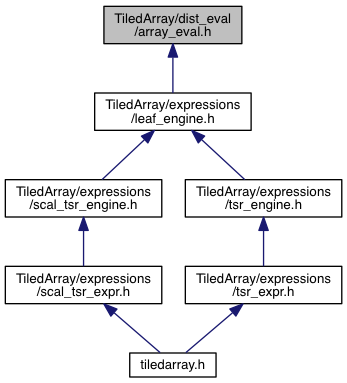 TiledArray/dist_eval
/array_eval.h
TiledArray/expressions
/leaf_engine.h
TiledArray/expressions
/scal_tsr_engine.h
TiledArray/expressions
/tsr_engine.h
TiledArray/expressions
/scal_tsr_expr.h
TiledArray/expressions
/tsr_expr.h
tiledarray.h